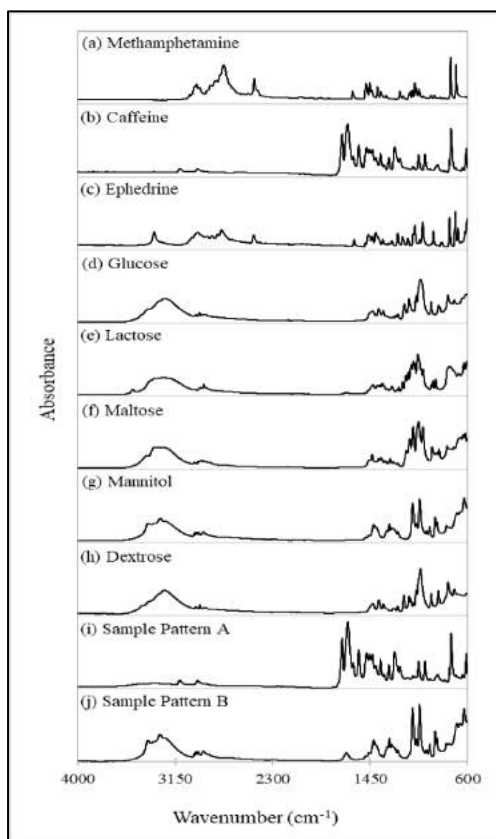 (a) Methamphetamine
(b) Caffeine
(c) Ephedrine
(d) Glucose
(e) Lactose
(f) Maltose
(g) Mannitol
(h) Dextrose
(i) Sample Pattern A
(j) Sample Pattern B
Absorbance
4000 3150 2300 1450 600
Wavenumber (cm⁻¹)